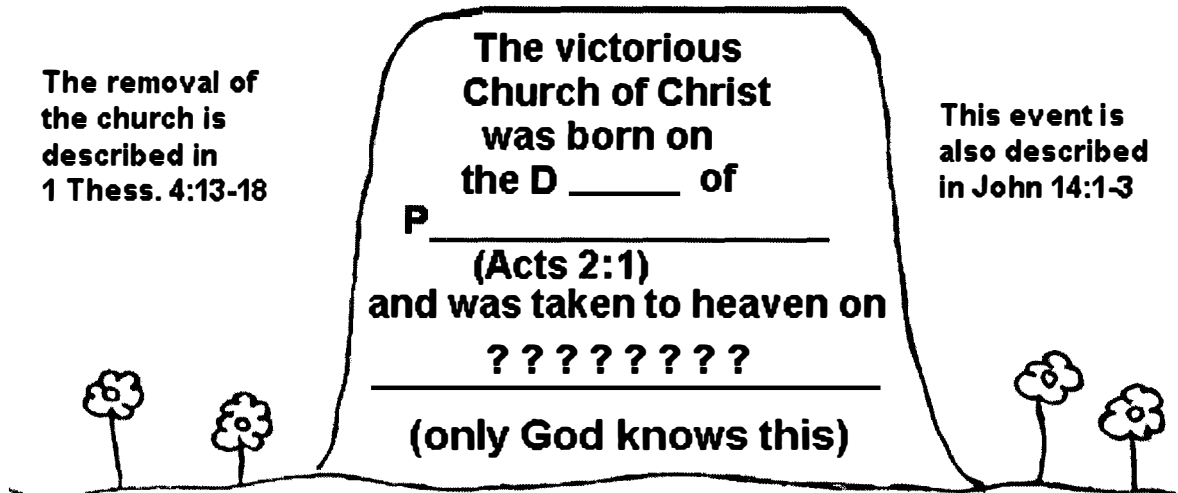 The removal of
the church is
described in
1 Thess. 4:13-18
The victorious
Church of Christ
was born on
the D _____ of
P____________________
(Acts 2:1)
and was taken to heaven on
? ? ? ? ? ? ? ?
(only God knows this)
This event is
also described
in John 14:1-3